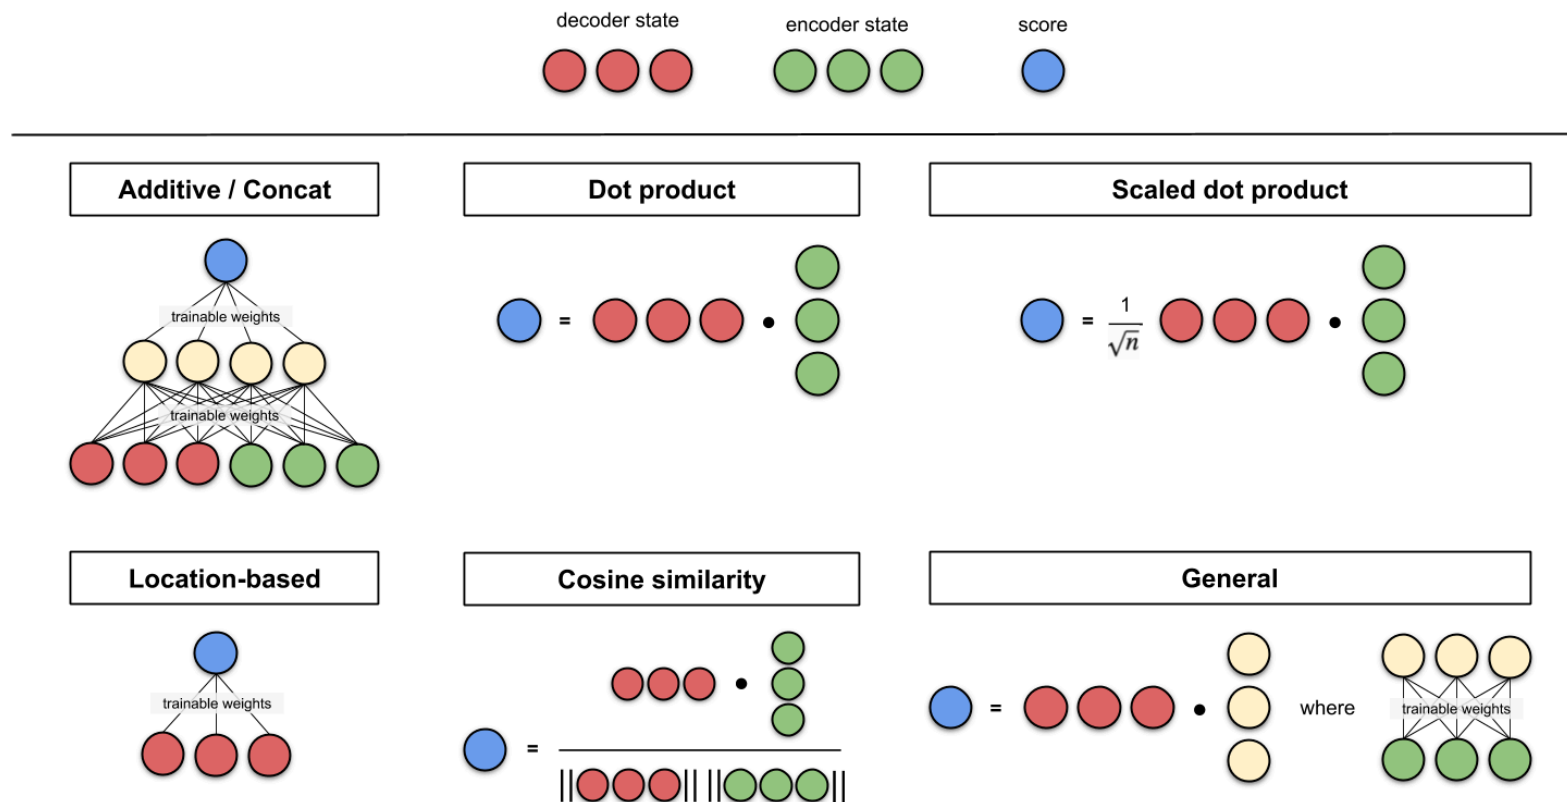 decoder state
encoder state
score
Additive / Concat
Dot product
Scaled dot product
trainable weights
trainable weights
=
•
= 1/√n
•
Location-based
Cosine similarity
General
trainable weights
•
=
|| || || ||
=
•
where
trainable weights